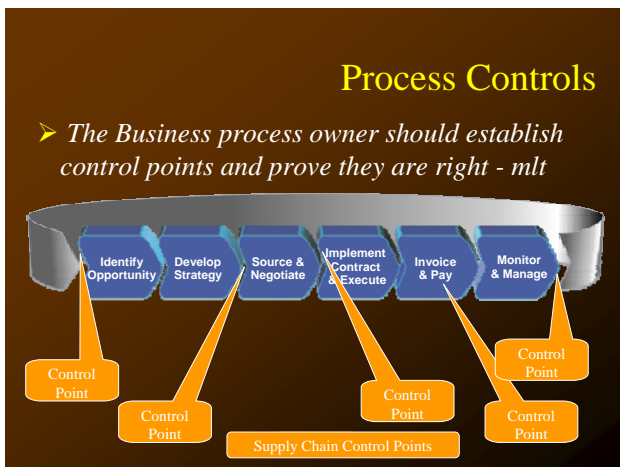 Process Controls
➢ The Business process owner should establish
control points and prove they are right - mlt
Identify
Opportunity
Develop
Strategy
Source &
Negotiate
Implement
Contract
& Execute
Invoice
& Pay
Monitor
& Manage
Control
Point
Control
Point
Control
Point
Control
Point
Control
Point
Supply Chain Control Points